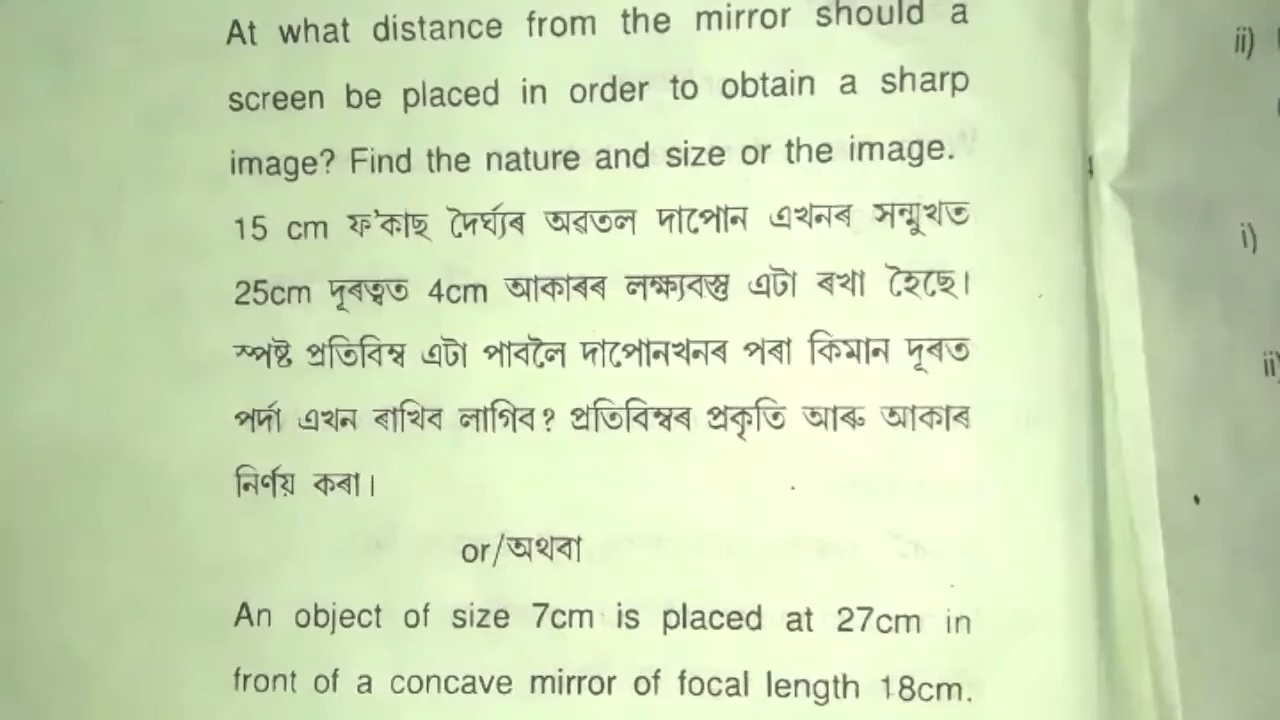 At what distance from the mirror should a
screen be placed in order to obtain a sharp
image? Find the nature and size or the image.
15 cm ফ'কাছ দৈৰ্ঘ্যৰ অৱতল দাপোন এখনৰ সন্মুখত
25cm দূৰত্বত 4cm আকাৰৰ লক্ষ্যবস্তু এটা ৰখা হৈছে।
স্পষ্ট প্ৰতিবিম্ব এটা পাবলৈ দাপোনখনৰ পৰা কিমান দূৰত
পৰ্দা এখন ৰাখিব লাগিব? প্ৰতিবিম্বৰ প্ৰকৃতি আৰু আকাৰ
নিৰ্ণয় কৰা।
or/অথবা
An object of size 7cm is placed at 27cm in
front of a concave mirror of focal length 18cm.
ii)
i)
ii)